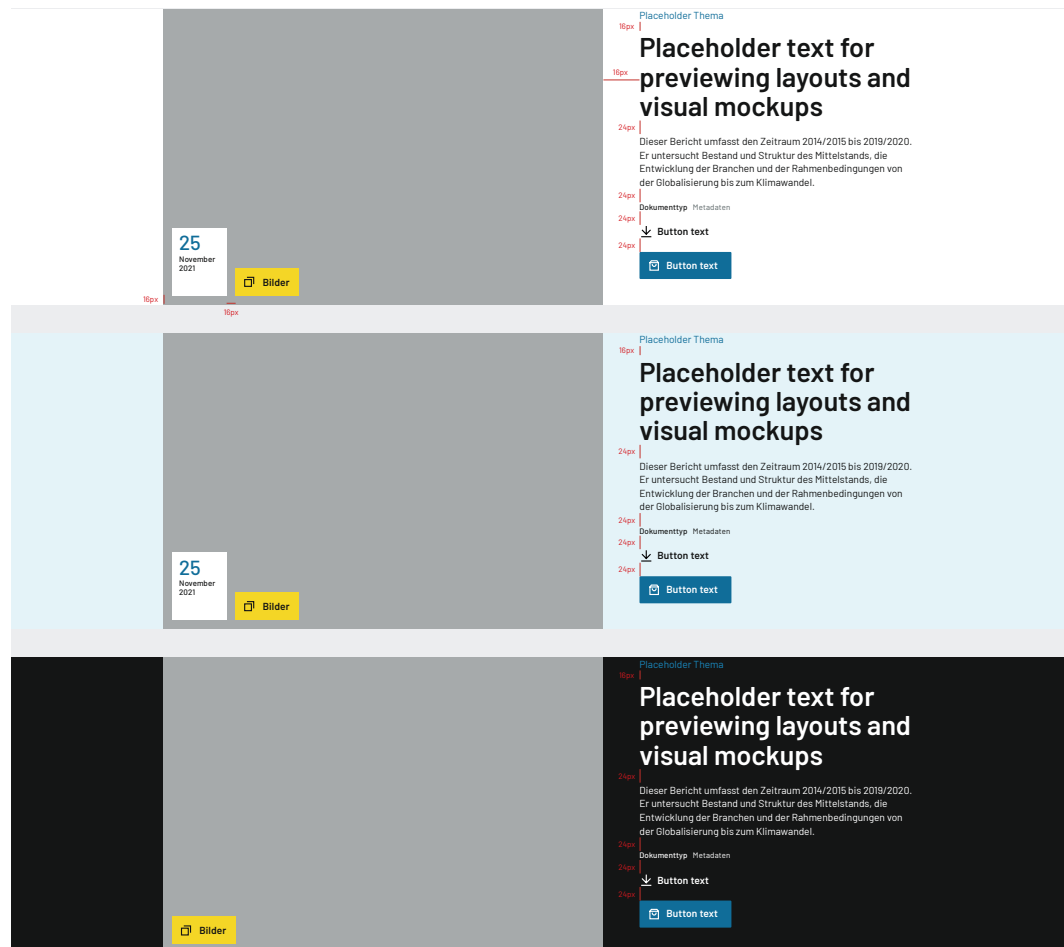 Placeholder Thema
16px
Placeholder text for
16px
previewing layouts and
visual mockups
24px
Dieser Bericht umfasst den Zeitraum 2014/2015 bis 2019/2020.
Er untersucht Bestand und Struktur des Mittelstands, die
Entwicklung der Branchen und der Rahmenbedingungen von
der Globalisierung bis zum Klimawandel.
24px
Dokumenttyp Metadaten
24px
Button text
24px
Button text
25
November
2021
Bilder
16px
16px
Placeholder Thema
16px
Placeholder text for
previewing layouts and
visual mockups
24px
Dieser Bericht umfasst den Zeitraum 2014/2015 bis 2019/2020.
Er untersucht Bestand und Struktur des Mittelstands, die
Entwicklung der Branchen und der Rahmenbedingungen von
der Globalisierung bis zum Klimawandel.
24px
Dokumenttyp Metadaten
24px
Button text
24px
Button text
25
November
2021
Bilder
Placeholder Thema
16px
Placeholder text for
previewing layouts and
visual mockups
24px
Dieser Bericht umfasst den Zeitraum 2014/2015 bis 2019/2020.
Er untersucht Bestand und Struktur des Mittelstands, die
Entwicklung der Branchen und der Rahmenbedingungen von
der Globalisierung bis zum Klimawandel.
24px
Dokumenttyp Metadaten
24px
Button text
24px
Button text
Bilder